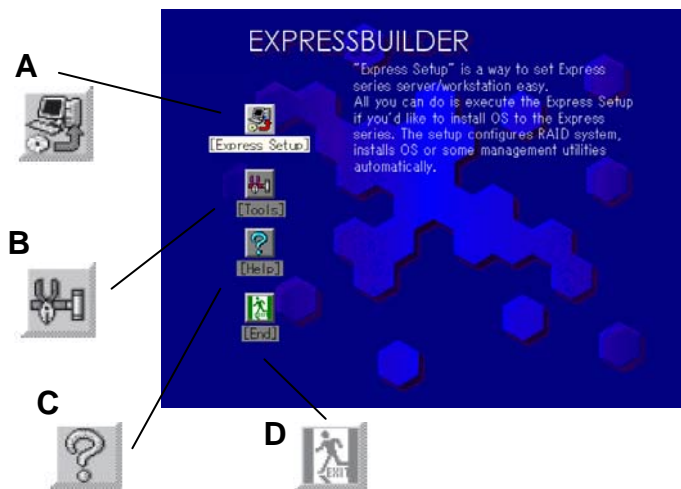 EXPRESSBUILDER
"Express Setup" is a way to set Express
series server/workstation easy.
All you can do is execute the Express Setup
if you'd like to install OS to the Express
series. The setup configures RAID system,
installs OS or some management utilities
automatically.
A
[Express Setup]
B
[Tools]
[Help]
[End]
C
D
EXIT